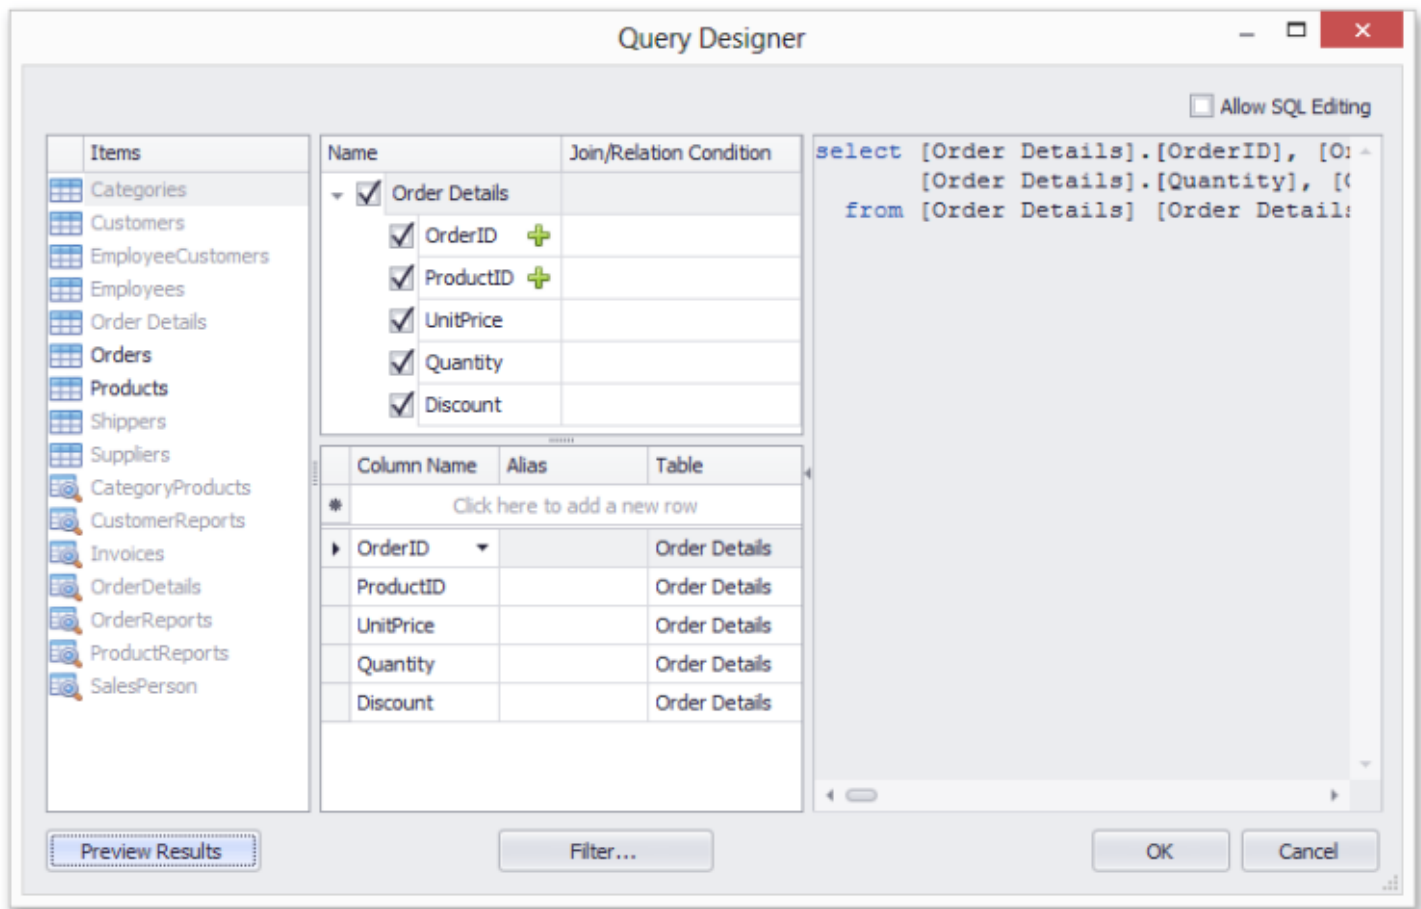 Query Designer
Allow SQL Editing
Items
Categories
Customers
EmployeeCustomers
Employees
Order Details
Orders
Products
Shippers
Suppliers
CategoryProducts
CustomerReports
Invoices
OrderDetails
OrderReports
ProductReports
SalesPerson
Name Join/Relation Condition
Order Details
OrderID
ProductID
UnitPrice
Quantity
Discount
Column Name Alias Table
Click here to add a new row
OrderID Order Details
ProductID Order Details
UnitPrice Order Details
Quantity Order Details
Discount Order Details
select [Order Details].[OrderID], [Or
[Order Details].[Quantity], [
from [Order Details] [Order Details
Preview Results Filter... OK Cancel